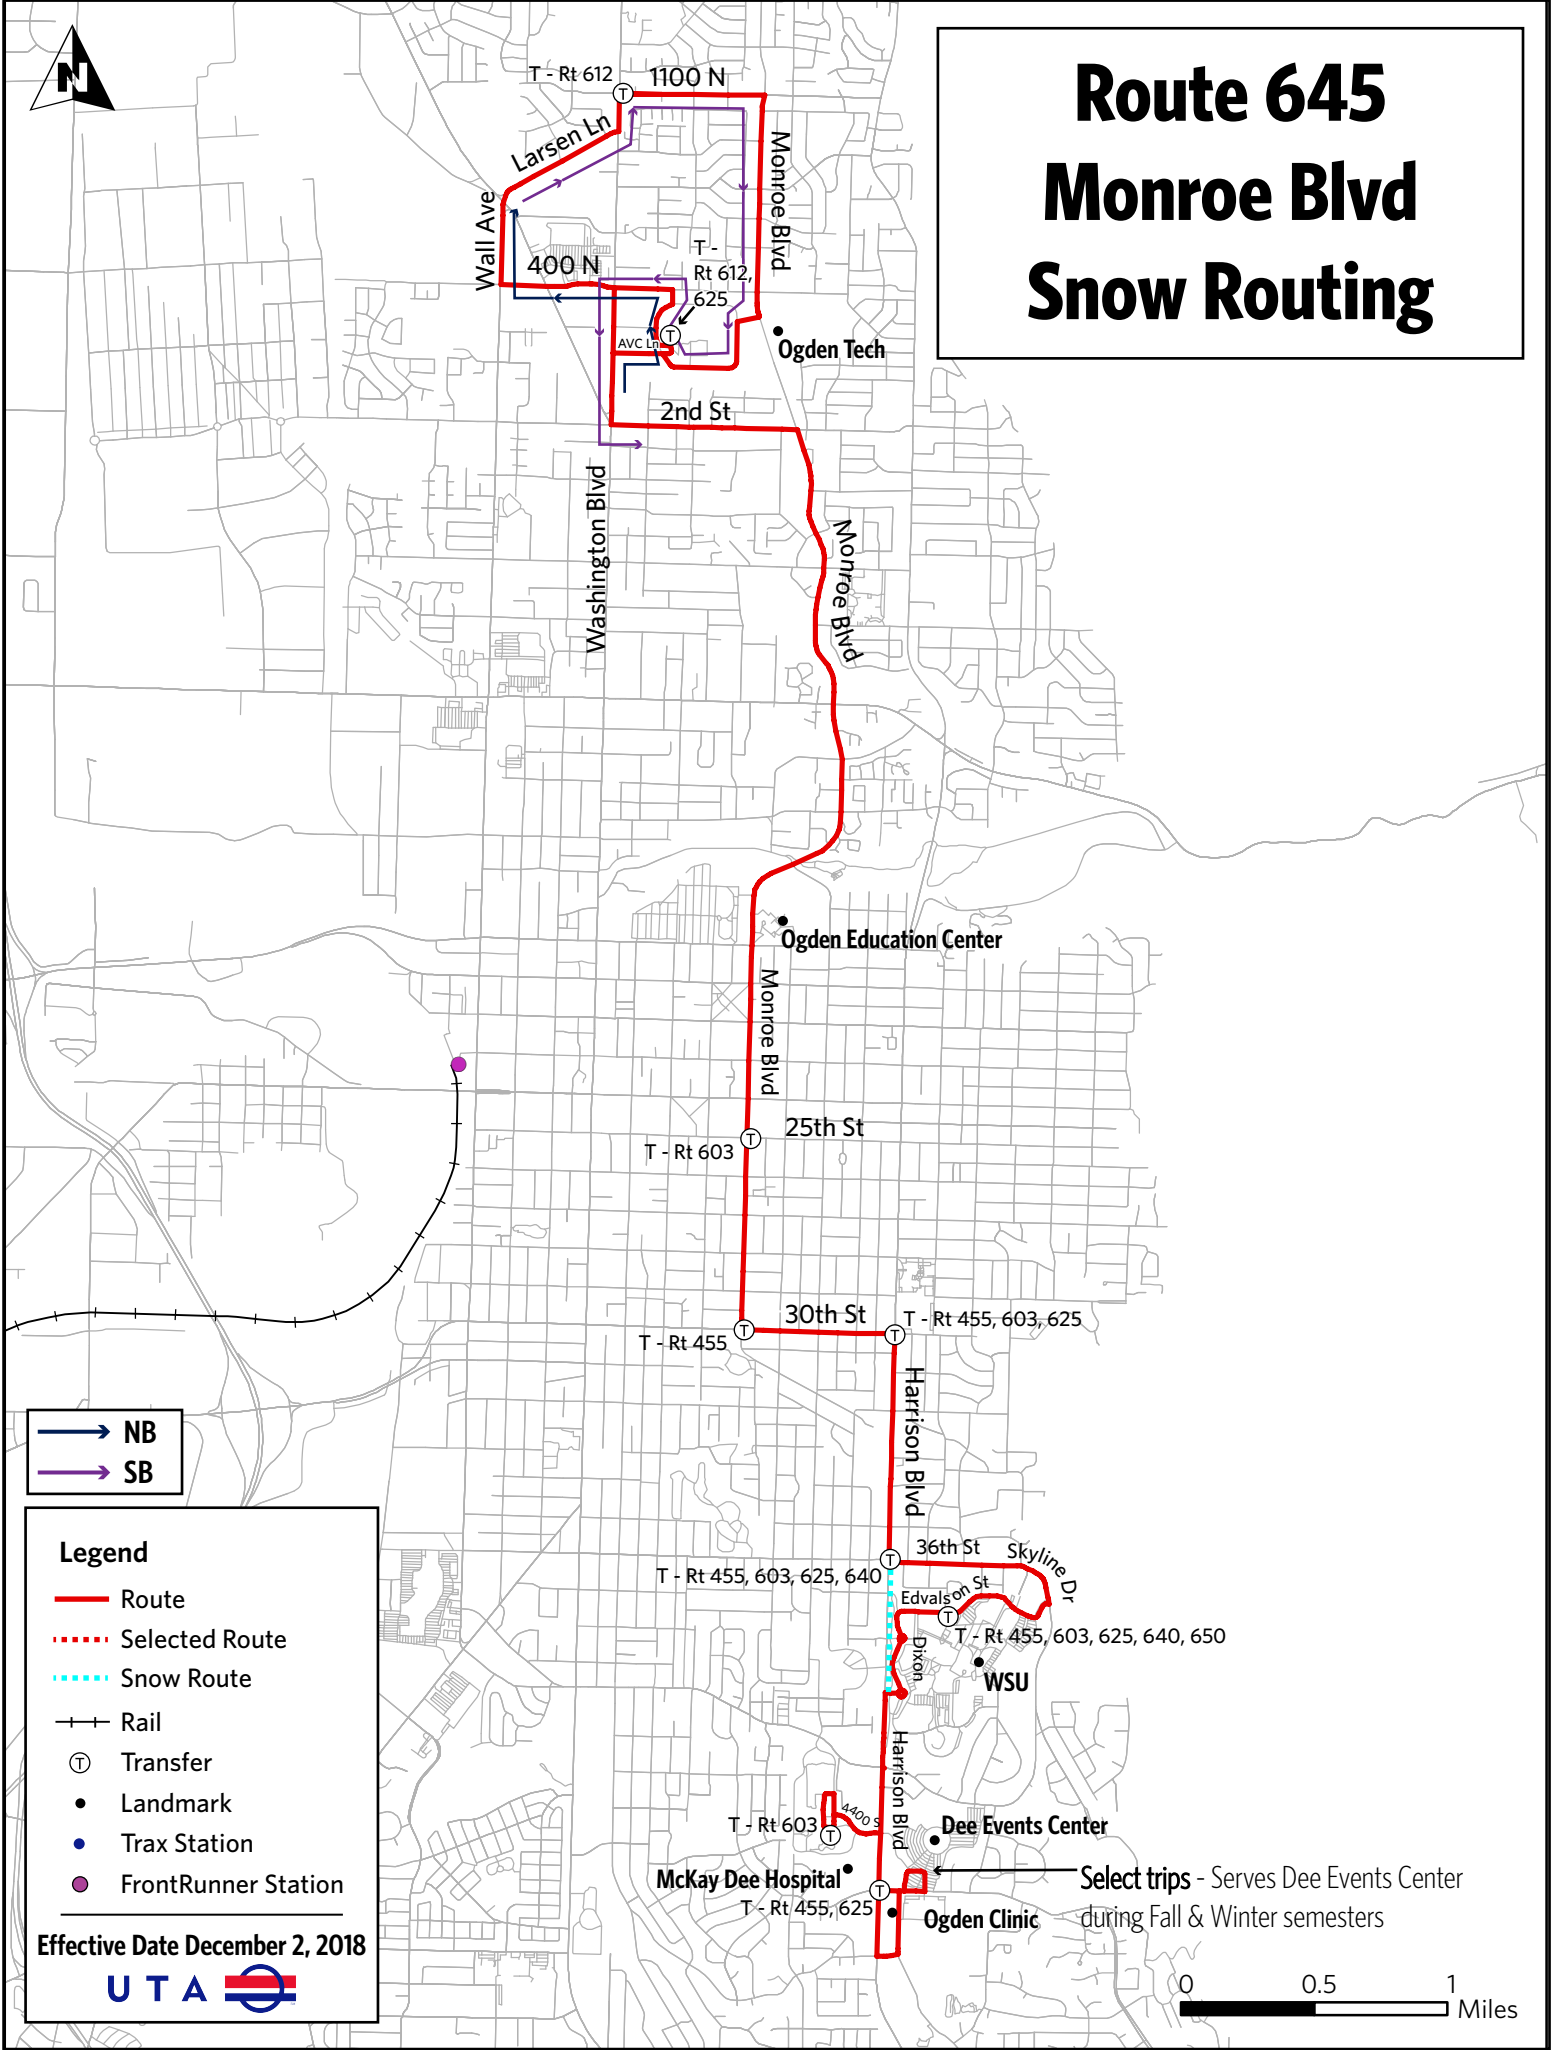 N
Route 645
Monroe Blvd
Snow Routing
T - Rt 612
T
1100 N
Larsen Ln
Monroe Blvd
Wall Ave
400 N
T -
Rt 612,
625
T
AVC Ln
Ogden Tech
2nd St
Washington Blvd
Monroe Blvd
Ogden Education Center
Monroe Blvd
T
25th St
T - Rt 603
30th St
T
T
T - Rt 455, 603, 625
T - Rt 455
Harrison Blvd
NB
SB
T
36th St
Skyline Dr
T - Rt 455, 603, 625, 640
Edvalson St
T
T - Rt 455, 603, 625, 640, 650
Dixon
WSU
Harrison Blvd
4400 S
T - Rt 603
T
Dee Events Center
McKay Dee Hospital
T
T - Rt 455, 625
Select trips - Serves Dee Events Center
during Fall & Winter semesters
Ogden Clinic
Legend
Route
Selected Route
Snow Route
Rail
T Transfer
Landmark
Trax Station
FrontRunner Station
Effective Date December 2, 2018
UTA
0 0.5 1
Miles